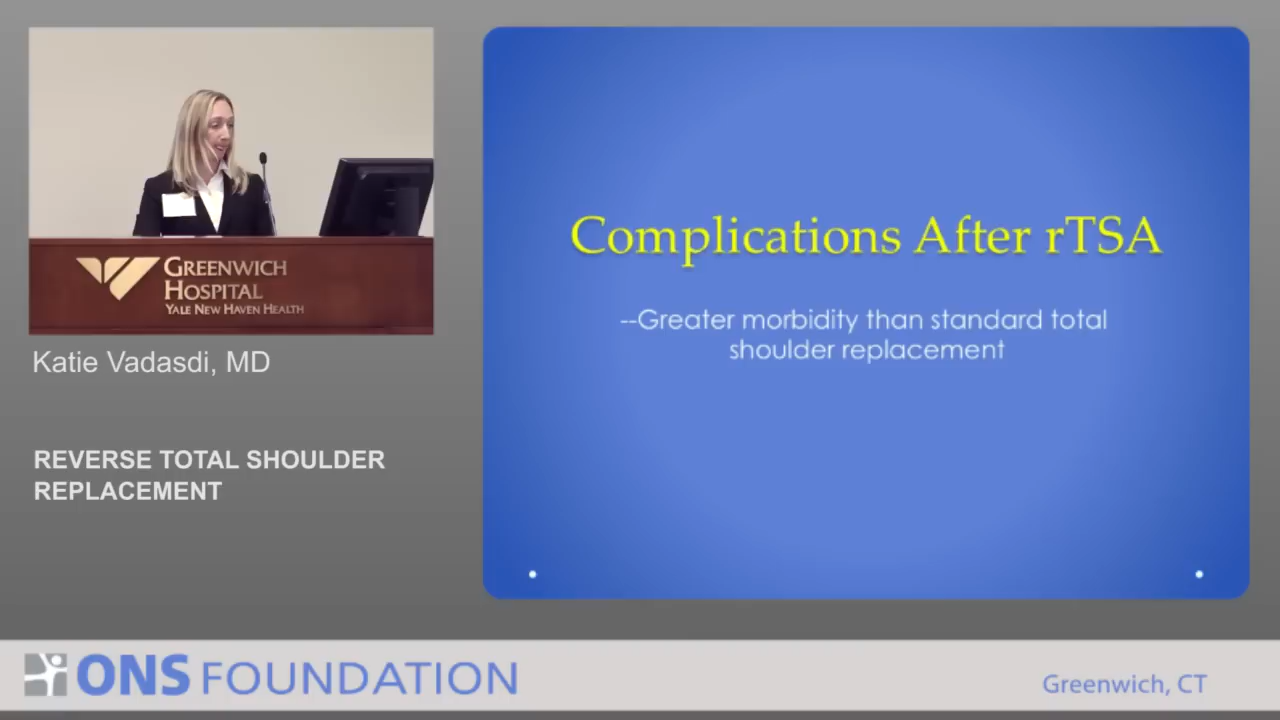 GREENWICH
HOSPITAL
YALE NEW HAVEN HEALTH
Katie Vadasdi, MD
REVERSE TOTAL SHOULDER
REPLACEMENT
Complications After rTSA
--Greater morbidity than standard total
shoulder replacement
ONS FOUNDATION
Greenwich, CT